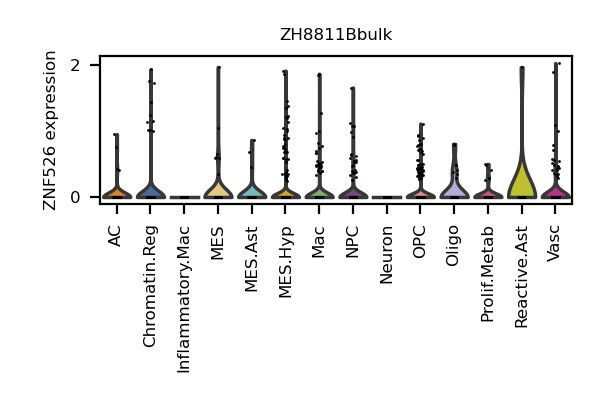 ZH8811Bbulk
ZNF526 expression
2
0
AC
Chromatin.Reg
Inflammatory.Mac
MES
MES.Ast
MES.Hyp
Mac
NPC
Neuron
OPC
Oligo
Prolif.Metab
Reactive.Ast
Vasc